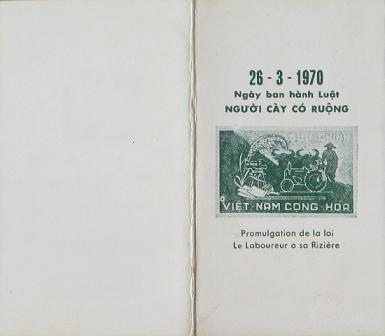 26 - 3 - 1970
Ngày ban hành Luật
NGƯỜI CÀY CÓ RUỘNG
VIỆT-NAM CỘNG-HÒA
Promulgation de la loi
Le Laboureur a sa Rizière